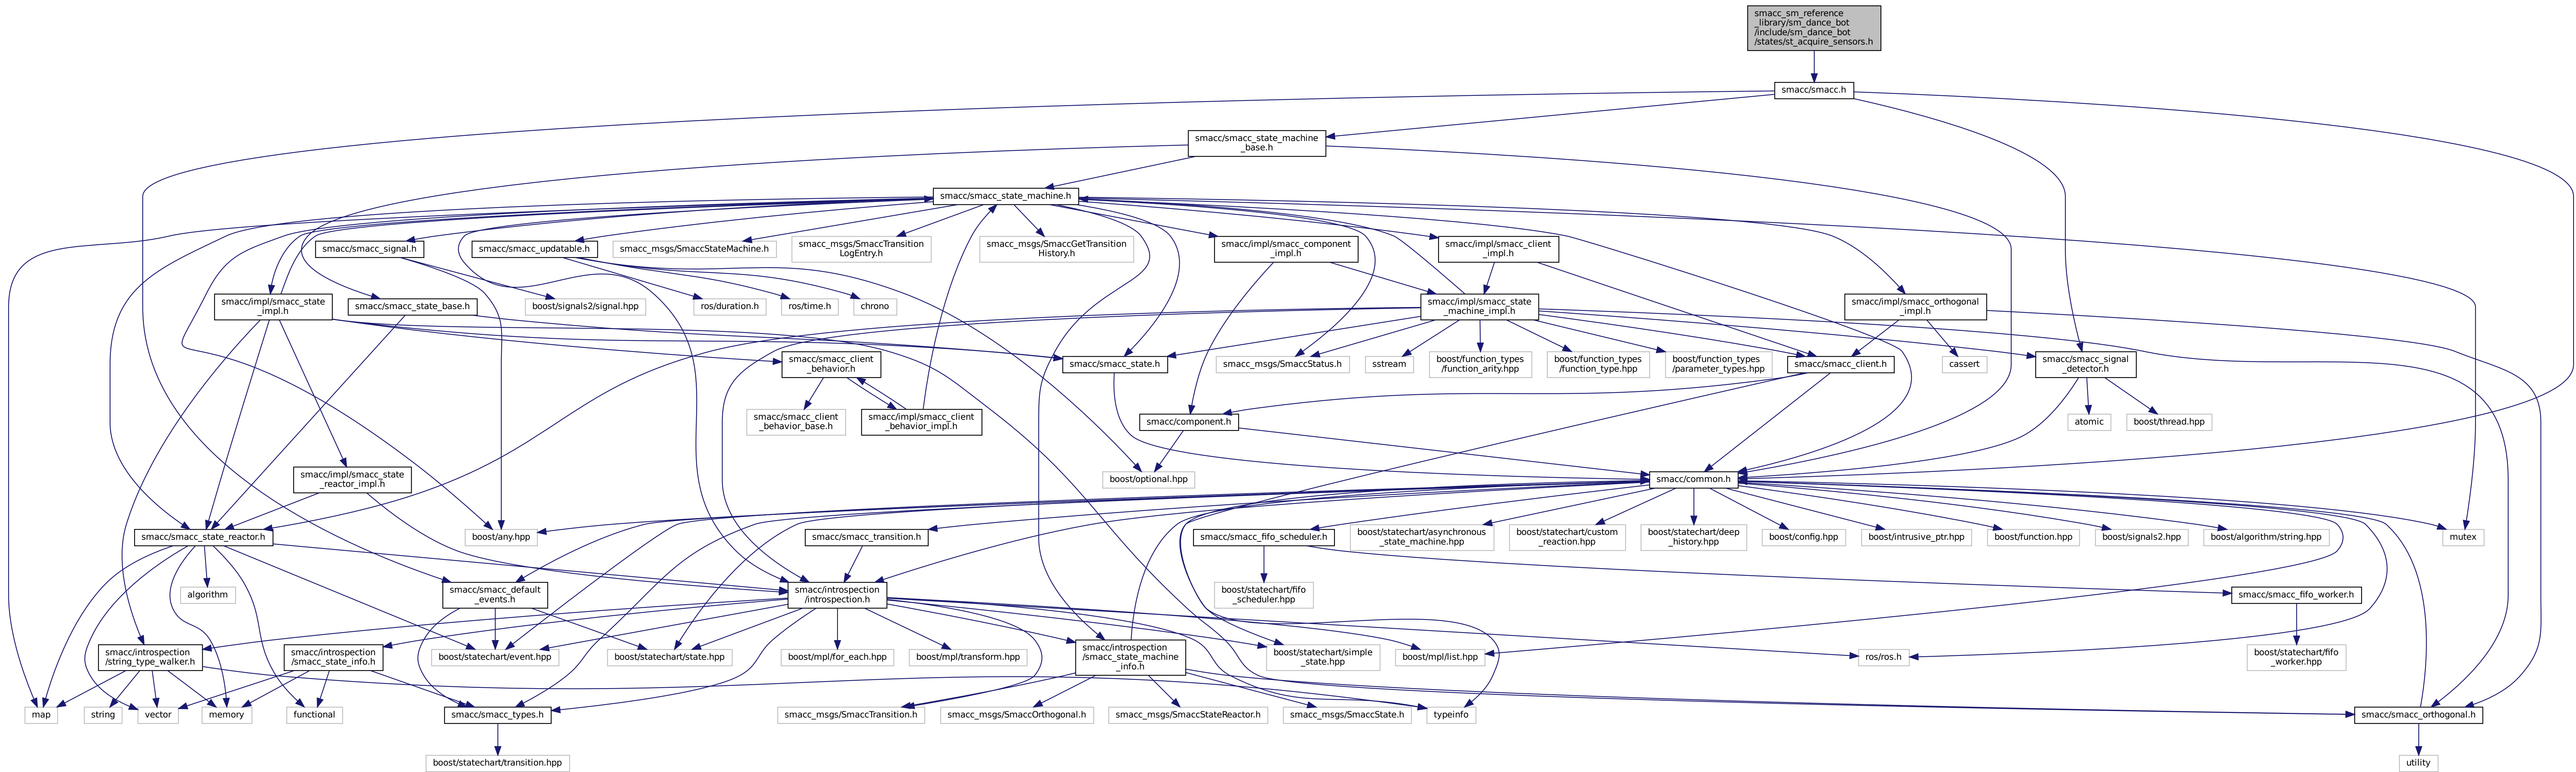 smacc_sm_reference
_library/sm_dance_bot
/include/sm_dance_bot
/states/st_acquire_sensors.h
smacc/smacc.h
smacc/smacc_state_machine
_base.h
smacc/smacc_state_machine.h
smacc/smacc_signal.h
smacc/smacc_updatable.h
smacc_msgs/SmaccStateMachine.h
smacc_msgs/SmaccTransition
LogEntry.h
smacc_msgs/SmaccGetTransition
History.h
smacc/impl/smacc_component
_impl.h
smacc/impl/smacc_client
_impl.h
smacc/impl/smacc_state
_impl.h
smacc/smacc_state_base.h
boost/signals2/signal.hpp
ros/duration.h
ros/time.h
chrono
smacc/impl/smacc_state
_machine_impl.h
smacc/impl/smacc_orthogonal
_impl.h
smacc/smacc_client
_behavior.h
smacc/smacc_state.h
smacc_msgs/SmaccStatus.h
sstream
boost/function_types
/function_arity.hpp
boost/function_types
/function_type.hpp
boost/function_types
/parameter_types.hpp
smacc/smacc_client.h
cassert
smacc/smacc_signal
_detector.h
smacc/smacc_client
_behavior_base.h
smacc/impl/smacc_client
_behavior_impl.h
smacc/component.h
atomic
boost/thread.hpp
smacc/impl/smacc_state
_reactor_impl.h
boost/optional.hpp
smacc/common.h
smacc/smacc_state_reactor.h
boost/any.hpp
smacc/smacc_transition.h
smacc/smacc_fifo_scheduler.h
boost/statechart/asynchronous
_state_machine.hpp
boost/statechart/custom
_reaction.hpp
boost/statechart/deep
_history.hpp
boost/config.hpp
boost/intrusive_ptr.hpp
boost/function.hpp
boost/signals2.hpp
boost/algorithm/string.hpp
mutex
algorithm
smacc/smacc_default
_events.h
smacc/introspection
/introspection.h
boost/statechart/fifo
_scheduler.hpp
smacc/smacc_fifo_worker.h
smacc/introspection
/string_type_walker.h
smacc/introspection
/smacc_state_info.h
boost/statechart/event.hpp
boost/statechart/state.hpp
boost/mpl/for_each.hpp
boost/mpl/transform.hpp
smacc/introspection
/smacc_state_machine
_info.h
boost/statechart/simple
_state.hpp
boost/mpl/list.hpp
ros/ros.h
boost/statechart/fifo
_worker.hpp
map
string
vector
memory
functional
smacc/smacc_types.h
smacc_msgs/SmaccTransition.h
smacc_msgs/SmaccOrthogonal.h
smacc_msgs/SmaccStateReactor.h
smacc_msgs/SmaccState.h
typeinfo
smacc/smacc_orthogonal.h
boost/statechart/transition.hpp
utility